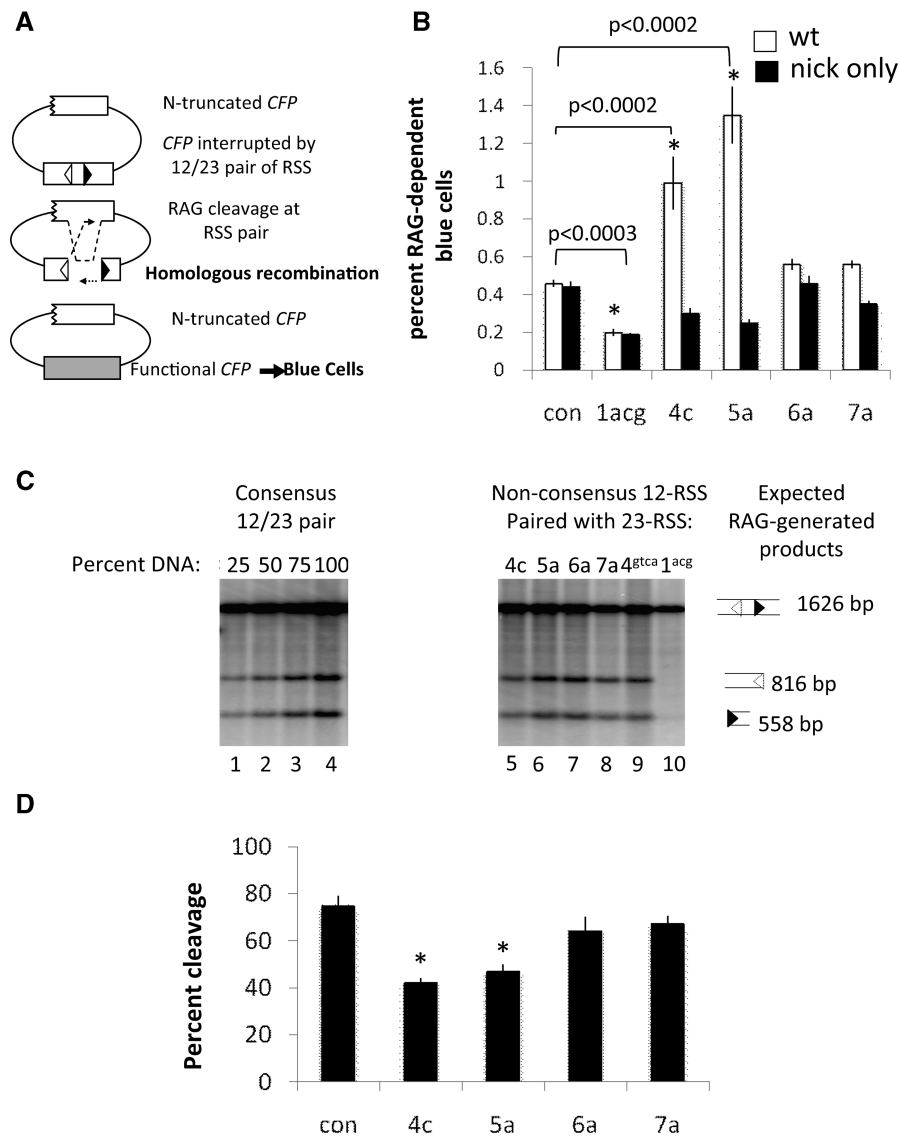 A
N-truncated CFP
CFP interrupted by
12/23 pair of RSS
RAG cleavage at
RSS pair
Homologous recombination
N-truncated CFP
Functional CFP
Blue Cells
B
p<0.0002
wt
nick only
percent RAG-dependent
blue cells
1.6
1.4
1.2
1
0.8
0.6
0.4
0.2
0
p<0.0002
p<0.0003
*
*
*
con 1acg 4c 5a 6a 7a
C
Consensus
12/23 pair
Non-consensus 12-RSS
Paired with 23-RSS:
Expected
RAG-generated
products
Percent DNA: 25 50 75 100
4c 5a 6a 7a 4gtca 1acg
1626 bp
816 bp
558 bp
1 2 3 4
5 6 7 8 9 10
D
Percent cleavage
100
80
60
40
20
0
*
*
con 4c 5a 6a 7a